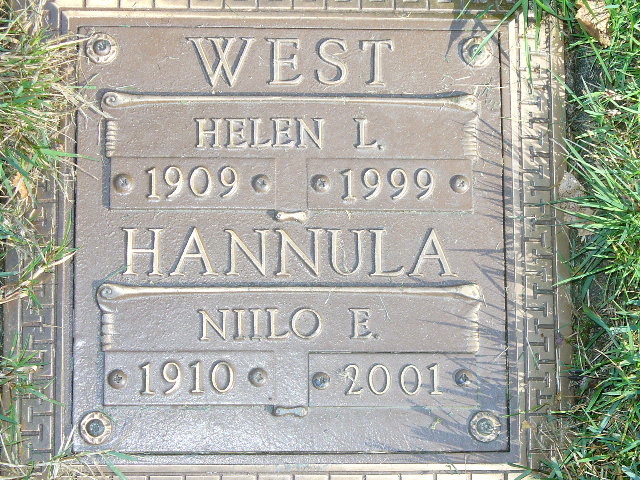 WEST
HELEN L.
1909 1999
HANNULA
NIILO E.
1910 2001